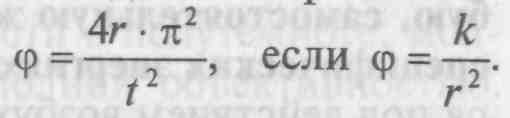 φ = 4r · π² / t², если φ = k / r².